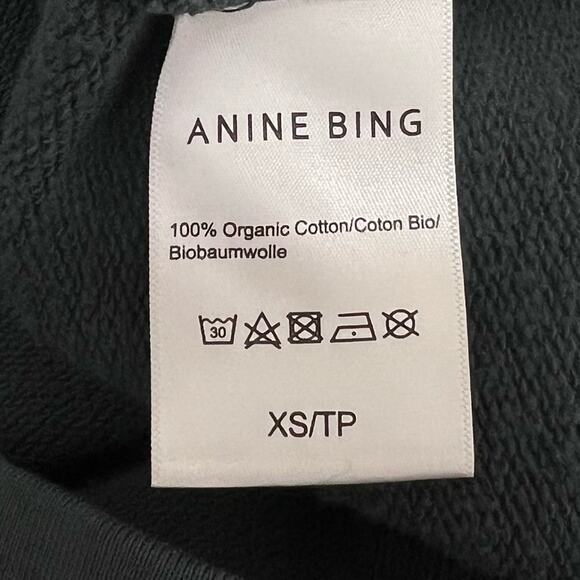 ANINE BING
100% Organic Cotton/Coton Bio/
Biobaumwolle
30
XS/TP